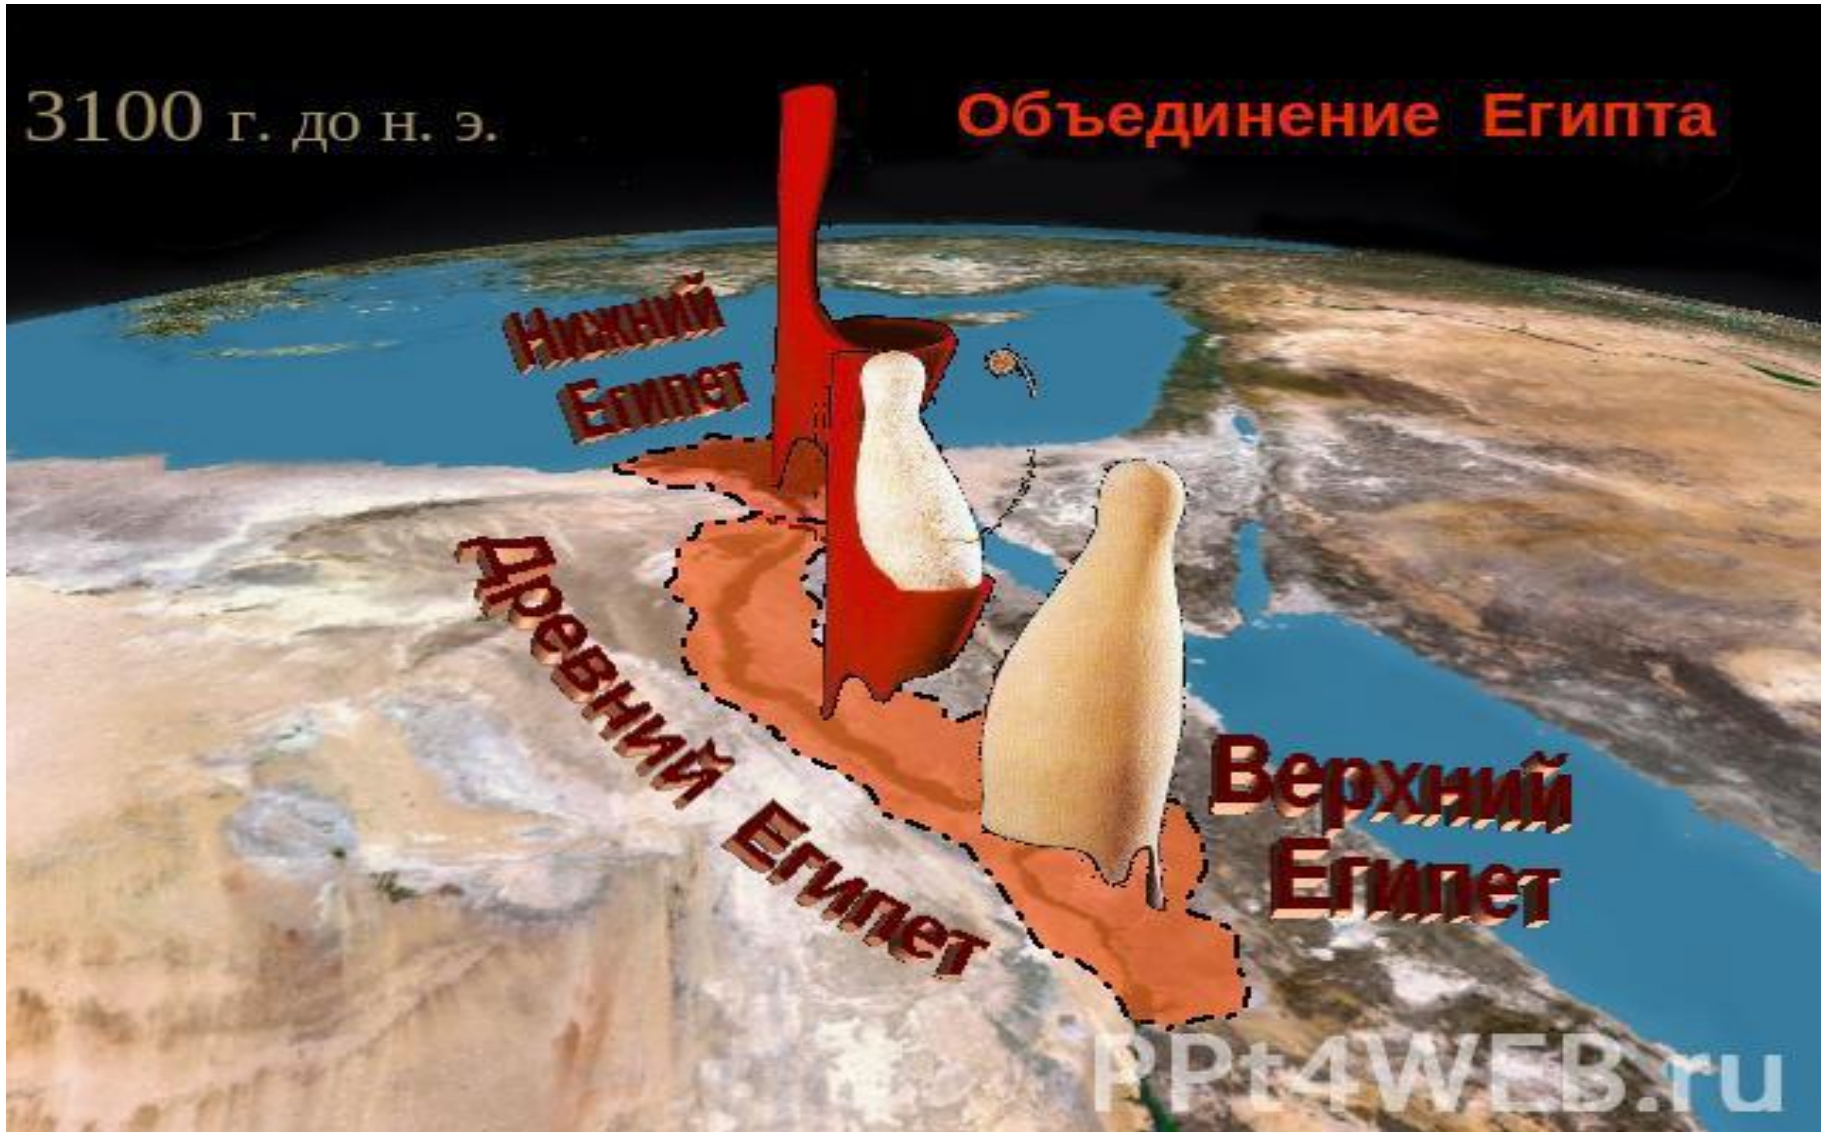 3100 г. до н. э.
Объединение Египта
Нижний
Египет
Древний Египет
Верхний
Египет
PPt4WEB.ru